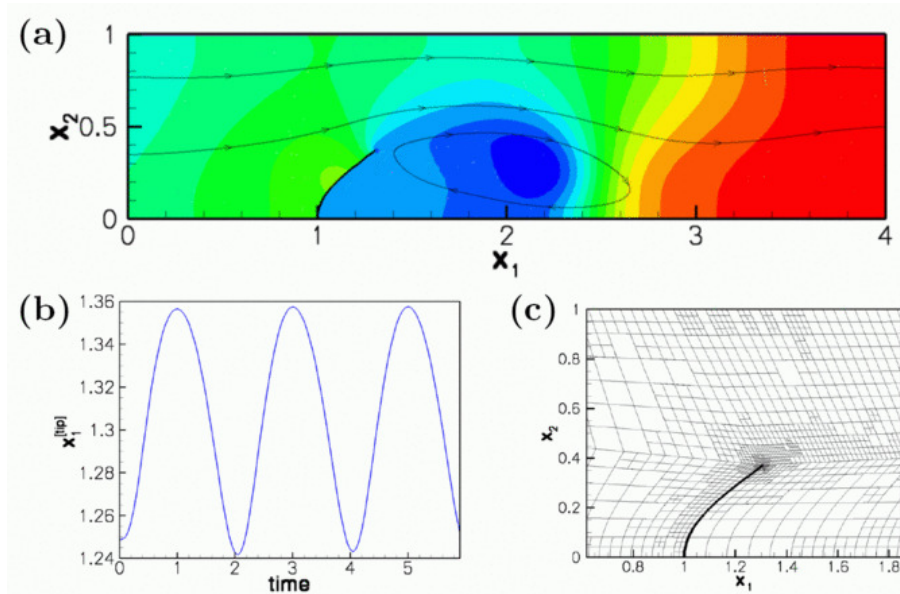 (a)
1
0.5
0
x₂
0 1 2 3 4
x₁
(b)
1.36
1.34
1.32
1.3
1.28
1.26
1.24
x₁[tip]
0 1 2 3 4 5
time
(c)
1
0.8
0.6
0.4
0.2
0
x₂
0.8 1 1.2 1.4 1.6 1.8
x₁